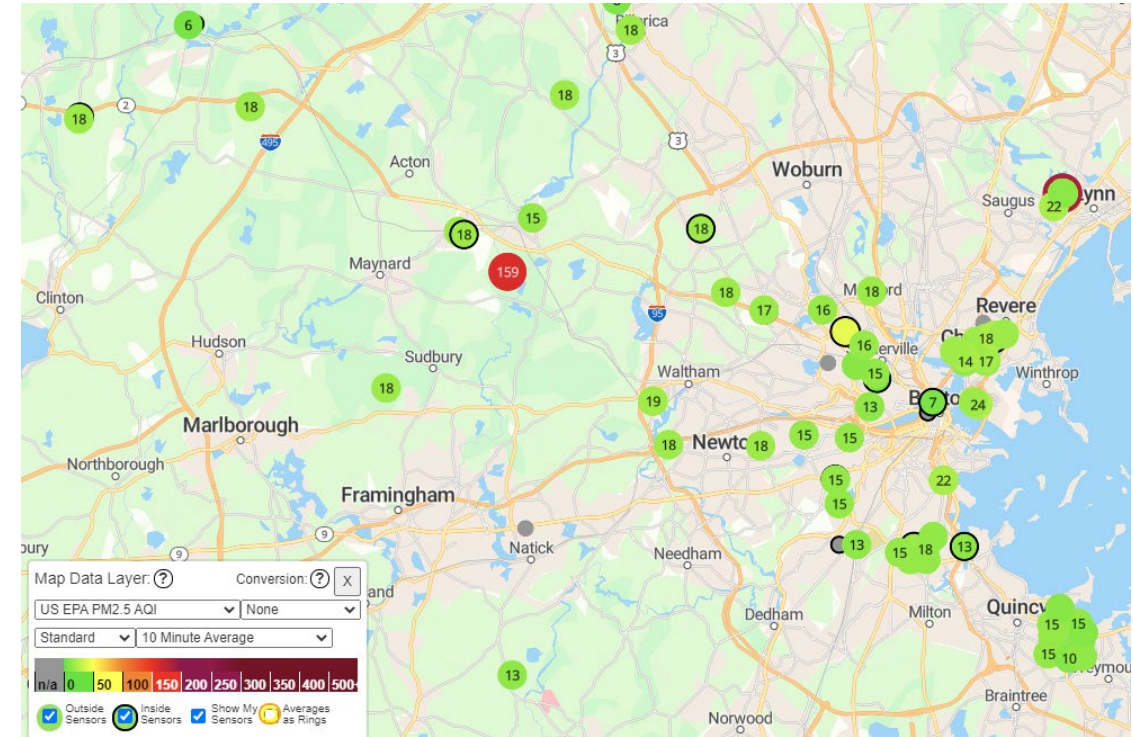 6
18
Billerica
3
18
2
18
18
3
495
Acton
Woburn
Saugus
22
Lynn
15
18
18
Maynard
159
Clinton
18
18
95
17
16
Revere
Hudson
16
18
Sudbury
15
14
17
Waltham
Winthrop
18
19
13
7
24
Marlborough
Newto
18
15
15
Northborough
15
22
Framingham
15
9
Natick
13
15
18
13
bury
9
Needham
and
Dedham
Milton
Quincy
15
15
15
10
13
Braintree
Norwood
Map Data Layer: ? Conversion: ? X
US EPA PM2.5 AQI None
Standard 10 Minute Average
n/a 0 50 100 150 200 250 300 350 400 500+
Outside Sensors
Inside Sensors
Show My Sensors
Averages as Rings